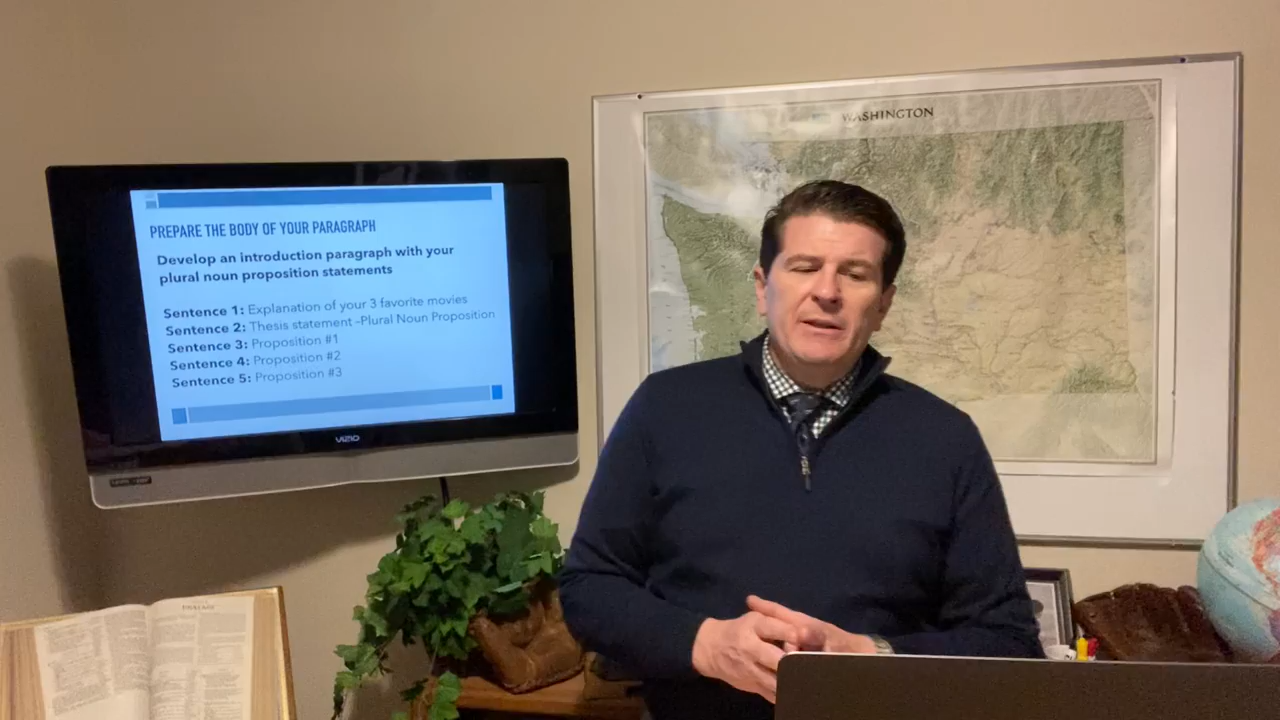 WASHINGTON
PREPARE THE BODY OF YOUR PARAGRAPH
Develop an introduction paragraph with your
plural noun proposition statements
Sentence 1: Explanation of your 3 favorite movies
Sentence 2: Thesis statement –Plural Noun Proposition
Sentence 3: Proposition #1
Sentence 4: Proposition #2
Sentence 5: Proposition #3
VIZIO
PSALMS